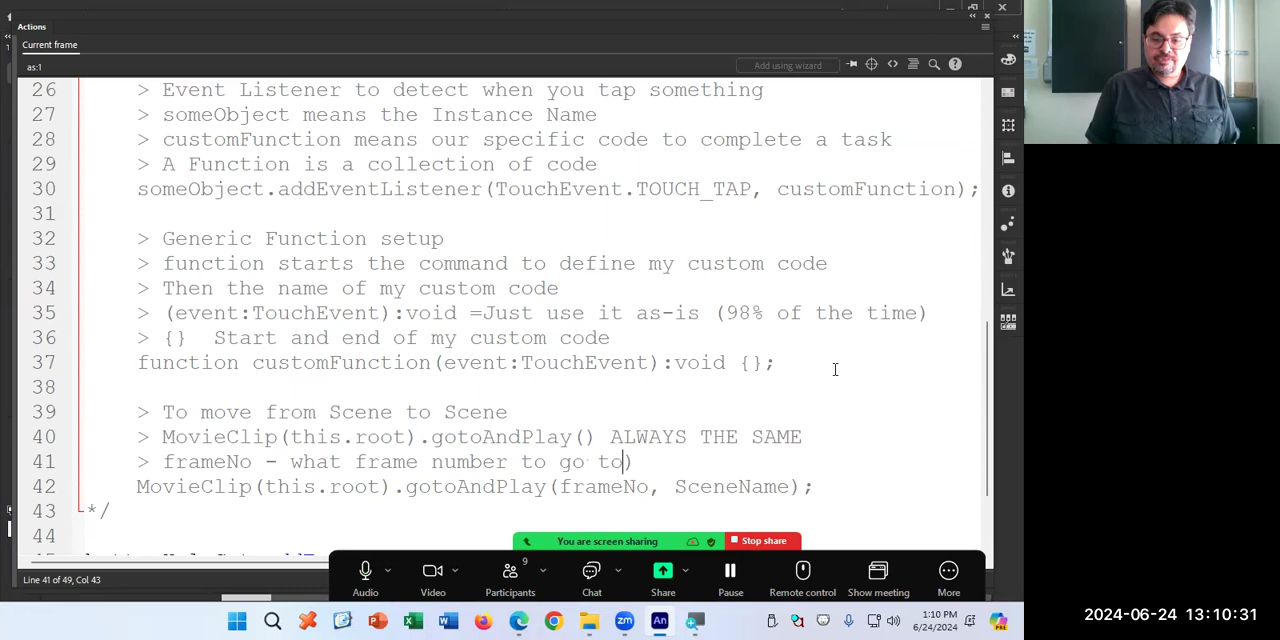 Actions
Current frame
as:1
Add using wizard
26 > Event Listener to detect when you tap something
27 > someObject means the Instance Name
28 > customFunction means our specific code to complete a task
29 > A Function is a collection of code
30 someObject.addEventListener(TouchEvent.TOUCH_TAP, customFunction);
31
32 > Generic Function setup
33 > function starts the command to define my custom code
34 > Then the name of my custom code
35 > (event:TouchEvent):void =Just use it as-is (98% of the time)
36 > {}  Start and end of my custom code
37 function customFunction(event:TouchEvent):void {};
38
39 > To move from Scene to Scene
40 > MovieClip(this.root).gotoAndPlay() ALWAYS THE SAME
41 > frameNo - what frame number to go to)
42 MovieClip(this.root).gotoAndPlay(frameNo, SceneName);
43 */
44
You are screen sharing
Stop share
Line 41 of 49, Col 43
9
Audio
Video
Participants
Chat
Share
Pause
Remote control
Show meeting
More
1:10 PM
6/24/2024
2024-06-24 13:10:31